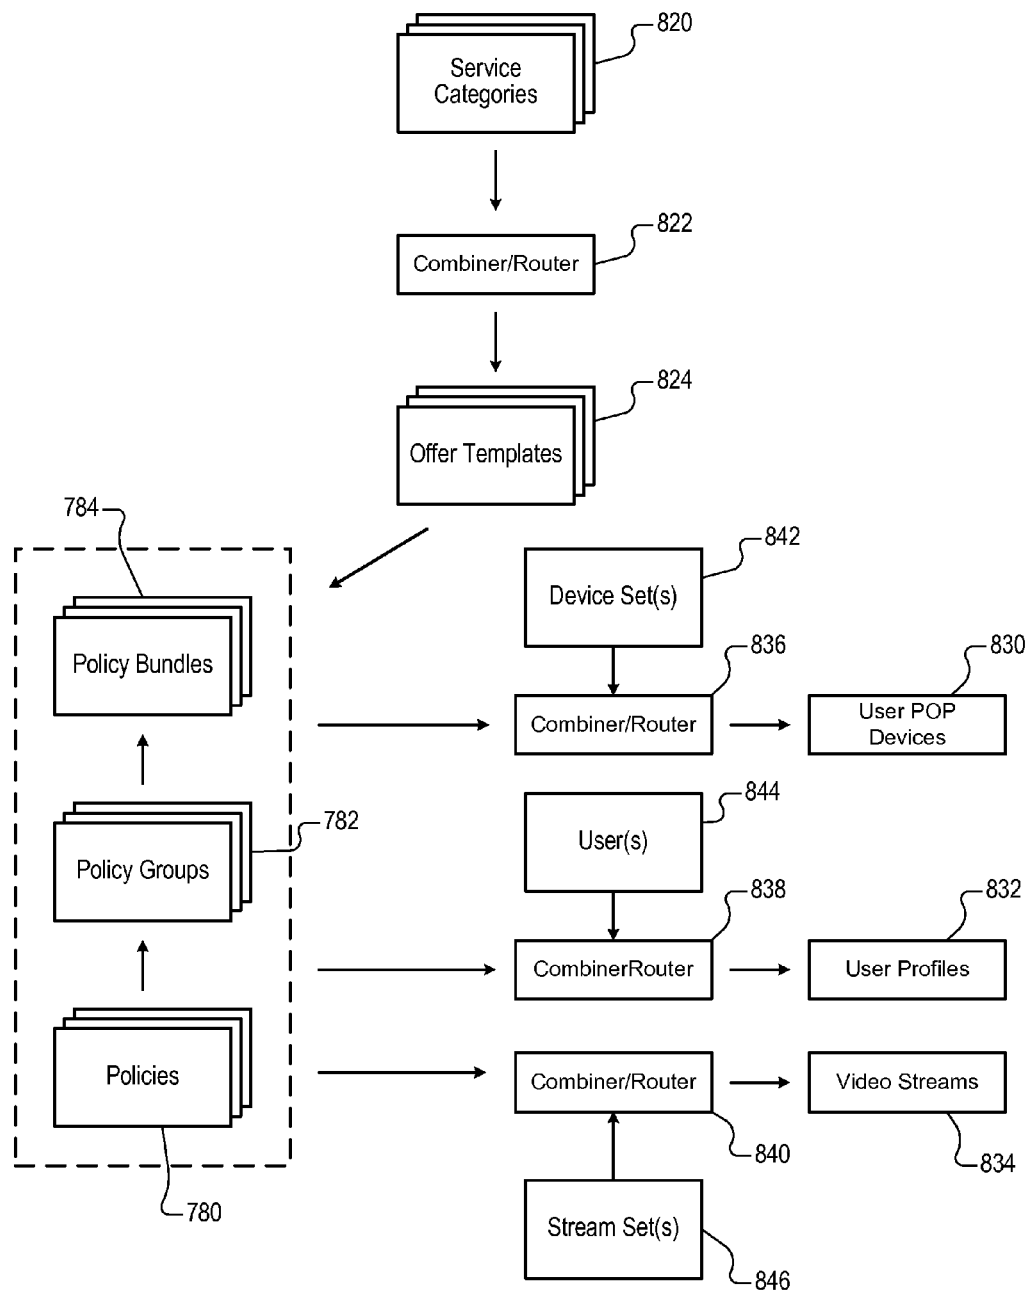 820
Service
Categories
822
Combiner/Router
824
Offer Templates
784
842
Device Set(s)
Policy Bundles
836
830
Combiner/Router
User POP
Devices
844
782
User(s)
Policy Groups
838
832
CombinerRouter
User Profiles
Policies
Combiner/Router
Video Streams
840
834
780
Stream Set(s)
846